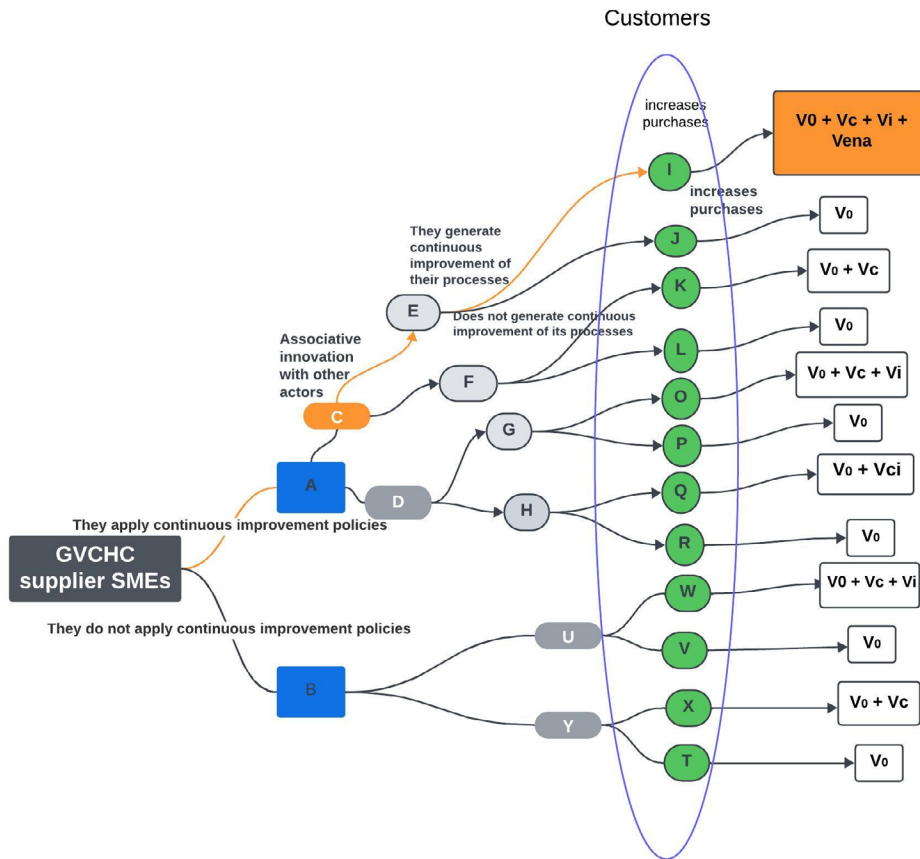 Customers
increases
purchases
V0 + Vc + Vi +
Vena
I
increases
purchases
V₀
They generate
continuous
improvement of
their processes
J
K
V₀ + Vc
E
Does not generate continuous
improvement of its processes
Associative
innovation
with other
actors
L
V₀
F
V₀ + Vc + Vi
O
C
G
P
V₀
A
D
Q
V₀ + Vci
H
They apply continuous improvement policies
R
V₀
GVCHC
supplier SMEs
W
V0 + Vc + Vi
They do not apply continuous improvement policies
U
V
V₀
B
X
V₀ + Vc
Y
T
V₀